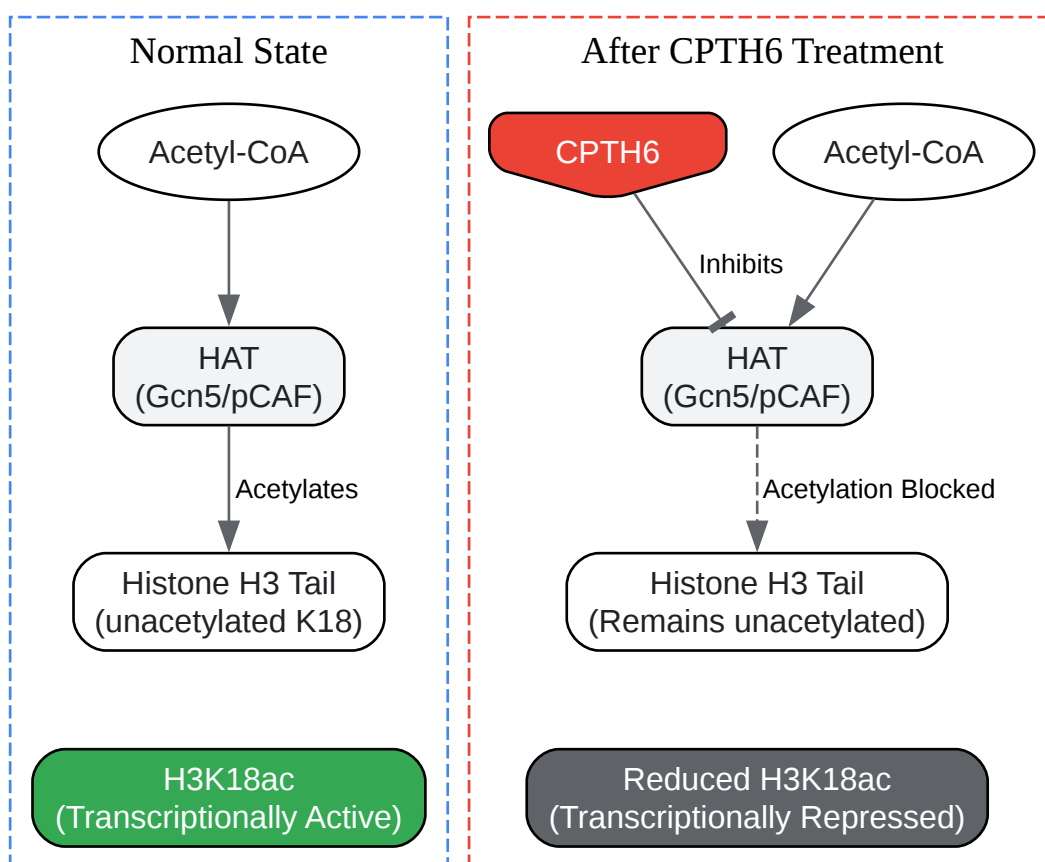 Normal State
Acetyl-CoA
HAT
(Gcn5/pCAF)
Acetylates
Histone H3 Tail
(unacetylated K18)
H3K18ac
(Transcriptionally Active)
After CPTH6 Treatment
CPTH6
Acetyl-CoA
Inhibits
HAT
(Gcn5/pCAF)
Acetylation Blocked
Histone H3 Tail
(Remains unacetylated)
Reduced H3K18ac
(Transcriptionally Repressed)